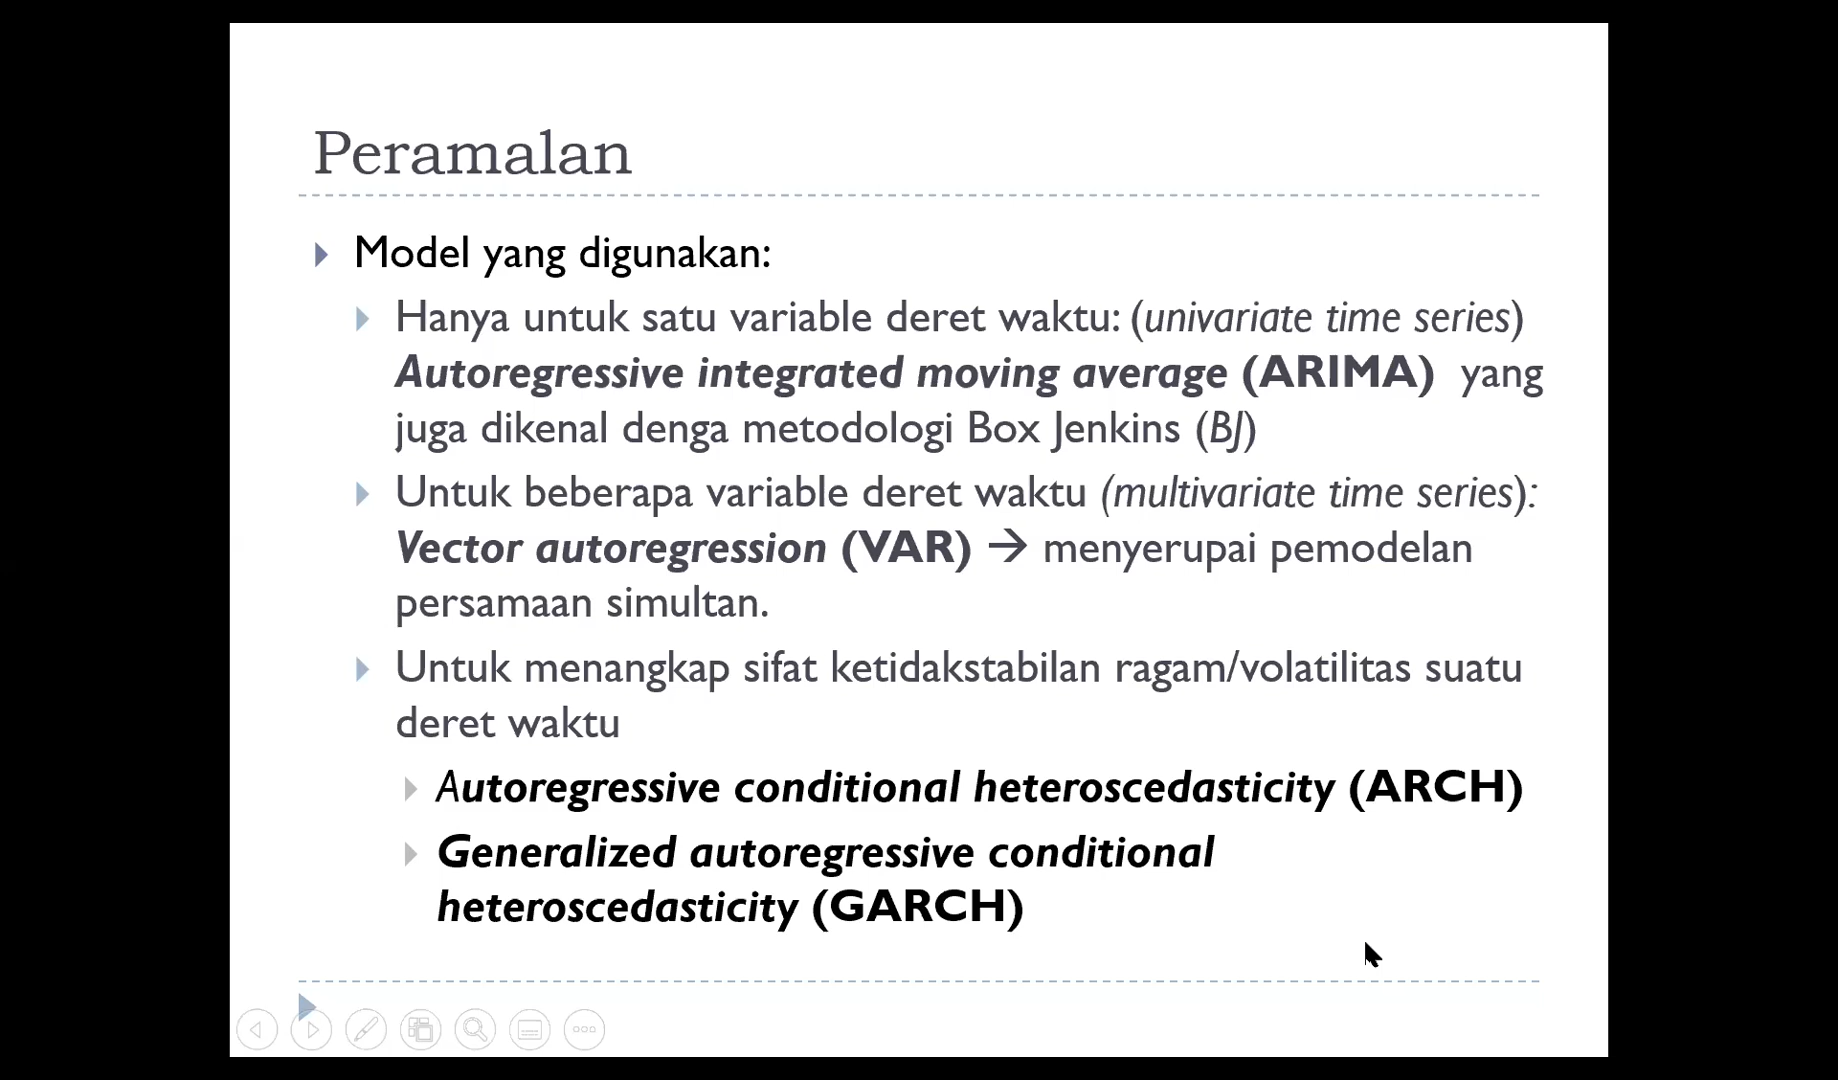 Peramalan
Model yang digunakan:
Hanya untuk satu variable deret waktu: (univariate time series)
Autoregressive integrated moving average (ARIMA) yang
juga dikenal denga metodologi Box Jenkins (BJ)
Untuk beberapa variable deret waktu (multivariate time series):
Vector autoregression (VAR) → menyerupai pemodelan
persamaan simultan.
Untuk menangkap sifat ketidakstabilan ragam/volatilitas suatu
deret waktu
Autoregressive conditional heteroscedasticity (ARCH)
Generalized autoregressive conditional
heteroscedasticity (GARCH)